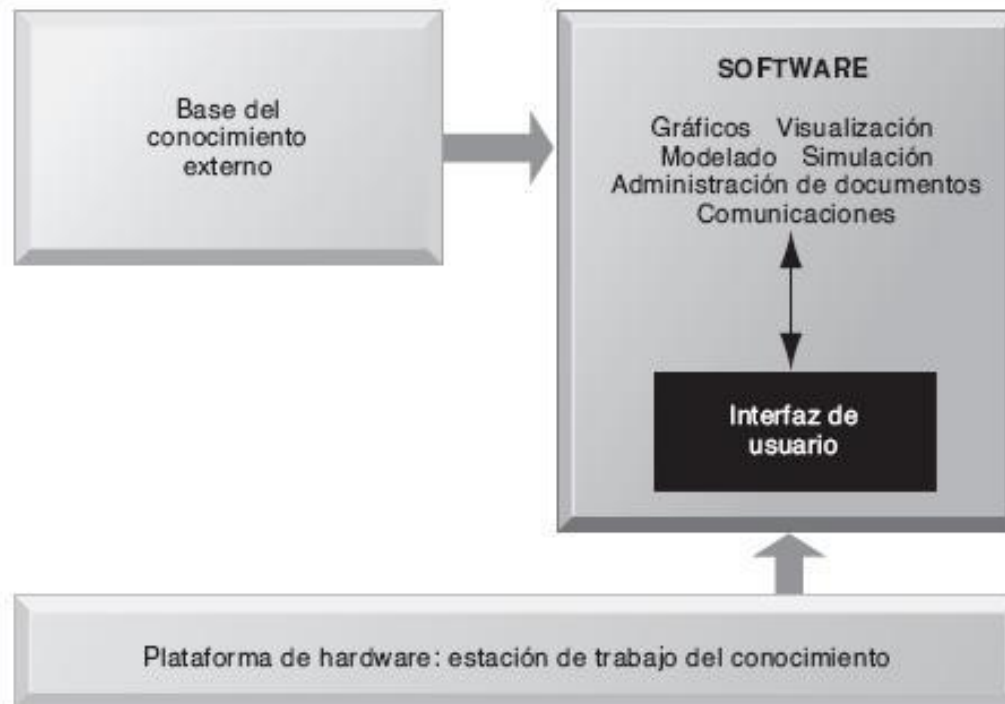 Base del
conocimiento
externo
SOFTWARE
Gráficos Visualización
Modelado Simulación
Administración de documentos
Comunicaciones
Interfaz de
usuario
Plataforma de hardware: estación de trabajo del conocimiento